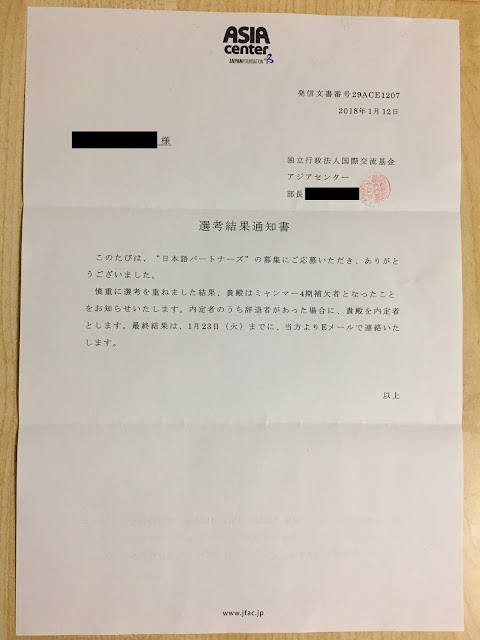 ASIA
center
JAPANFOUNDATION
発信文書番号29ACE1207
2018年1月12日
様
独立行政法人国際交流基金
アジアセンター
部長
選考結果通知書
このたびは、“日本語パートナーズ”の募集にご応募いただき、ありがと
うございました。
慎重に選考を重ねました結果、貴殿はミャンマー4期補欠者となったこと
をお知らせいたします。内定者のうち辞退者があった場合に、貴殿を内定者
とします。最終結果は、1月23日（火）までに、当方よりEメールで連絡いた
します。
以上
www.jfac.jp